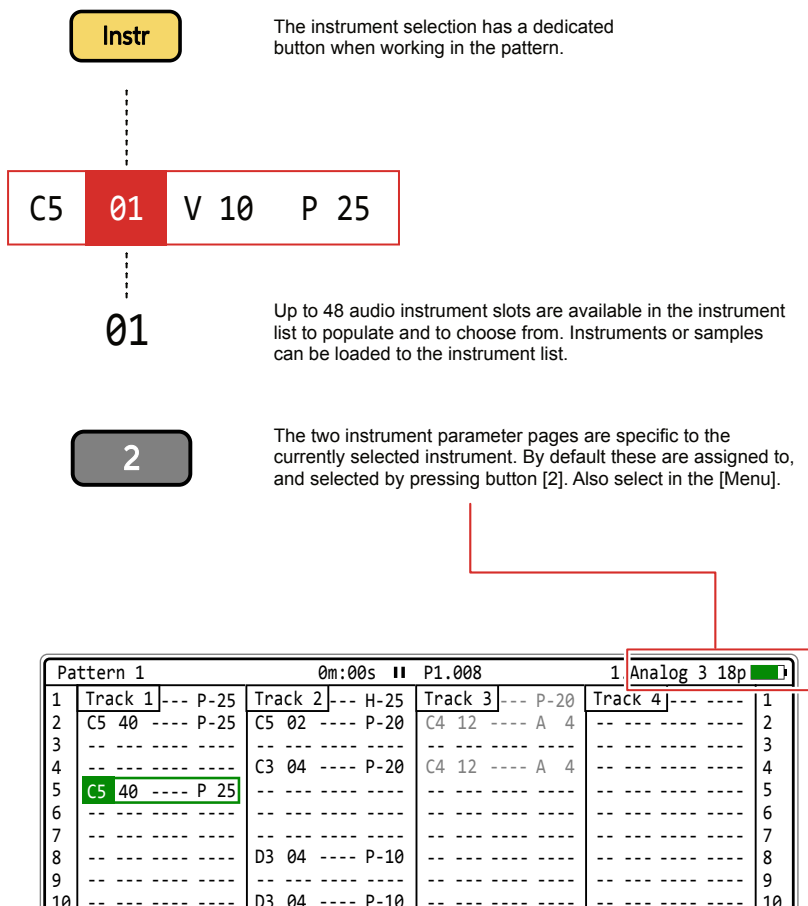 Instr
The instrument selection has a dedicated
button when working in the pattern.
C5 01 V 10 P 25
01
Up to 48 audio instrument slots are available in the instrument
list to populate and to choose from. Instruments or samples
can be loaded to the instrument list.
2
The two instrument parameter pages are specific to the
currently selected instrument. By default these are assigned to,
and selected by pressing button [2]. Also select in the [Menu].
Pattern 1 0m:00s II P1.008 1. Analog 3 18p
1 Track 1 --- P-25 Track 2 --- H-25 Track 3 --- P-20 Track 4 --- ---- 1
2 C5 40 ---- P-25 C5 02 ---- P-20 C4 12 ---- A 4 -- --- ---- ---- 2
3 -- --- ---- ---- -- --- ---- ---- -- --- ---- ---- -- --- ---- ---- 3
4 -- --- ---- ---- C3 04 ---- P-20 C4 12 ---- A 4 -- --- ---- ---- 4
5 C5 40 ---- P 25 -- --- ---- ---- -- --- ---- ---- -- --- ---- ---- 5
6 -- --- ---- ---- -- --- ---- ---- -- --- ---- ---- -- --- ---- ---- 6
7 -- --- ---- ---- -- --- ---- ---- -- --- ---- ---- -- --- ---- ---- 7
8 -- --- ---- ---- D3 04 ---- P-10 -- --- ---- ---- -- --- ---- ---- 8
9 -- --- ---- ---- -- --- ---- ---- -- --- ---- ---- -- --- ---- ---- 9
10 -- --- ---- ---- D3 04 ---- P-10 -- --- ---- ---- -- --- ---- ---- 10